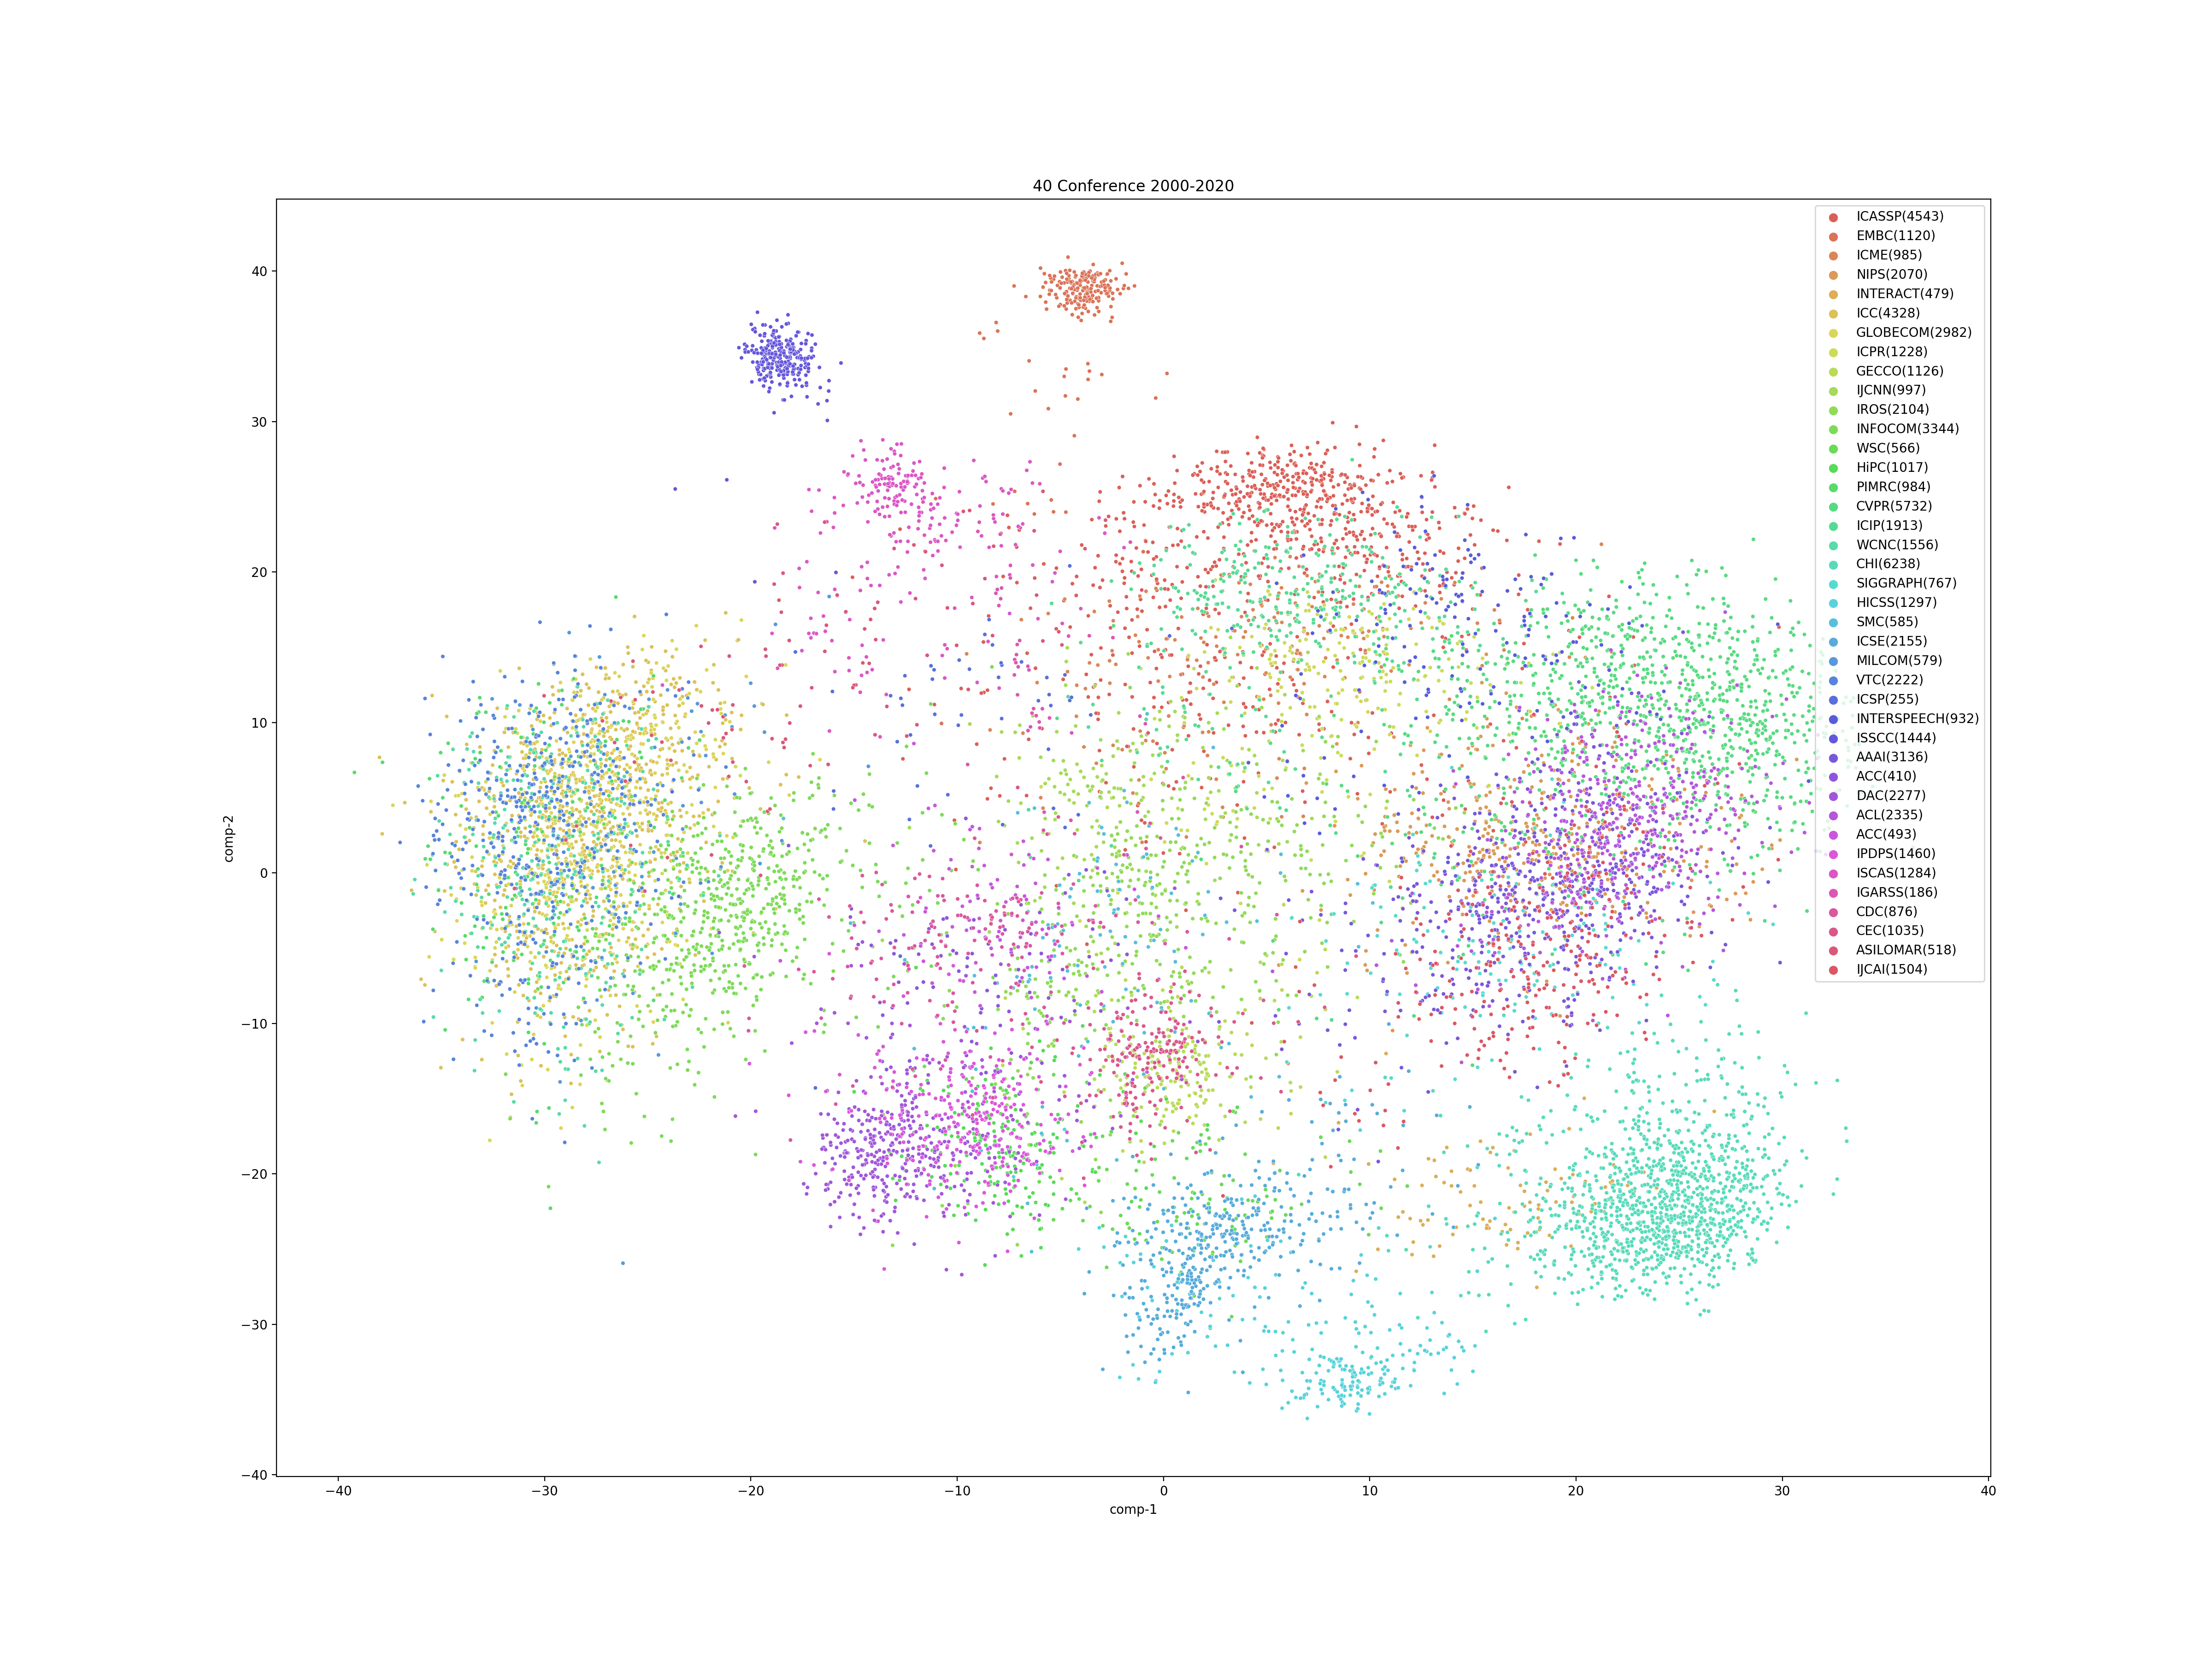 40 Conference 2000-2020
ICASSP(4543)
EMBC(1120)
ICME(985)
NIPS(2070)
INTERACT(479)
ICC(4328)
GLOBECOM(2982)
ICPR(1228)
GECCO(1126)
IJCNN(997)
IROS(2104)
INFOCOM(3344)
WSC(566)
HiPC(1017)
PIMRC(984)
CVPR(5732)
ICIP(1913)
WCNC(1556)
CHI(6238)
SIGGRAPH(767)
HICSS(1297)
SMC(585)
ICSE(2155)
MILCOM(579)
VTC(2222)
ICSP(255)
INTERSPEECH(932)
ISSCC(1444)
AAAI(3136)
ACC(410)
DAC(2277)
ACL(2335)
ACC(493)
IPDPS(1460)
ISCAS(1284)
IGARSS(186)
CDC(876)
CEC(1035)
ASILOMAR(518)
IJCAI(1504)
comp-2
40
30
20
10
0
−10
−20
−30
−40
−40
−30
−20
−10
0
10
20
30
40
comp-1